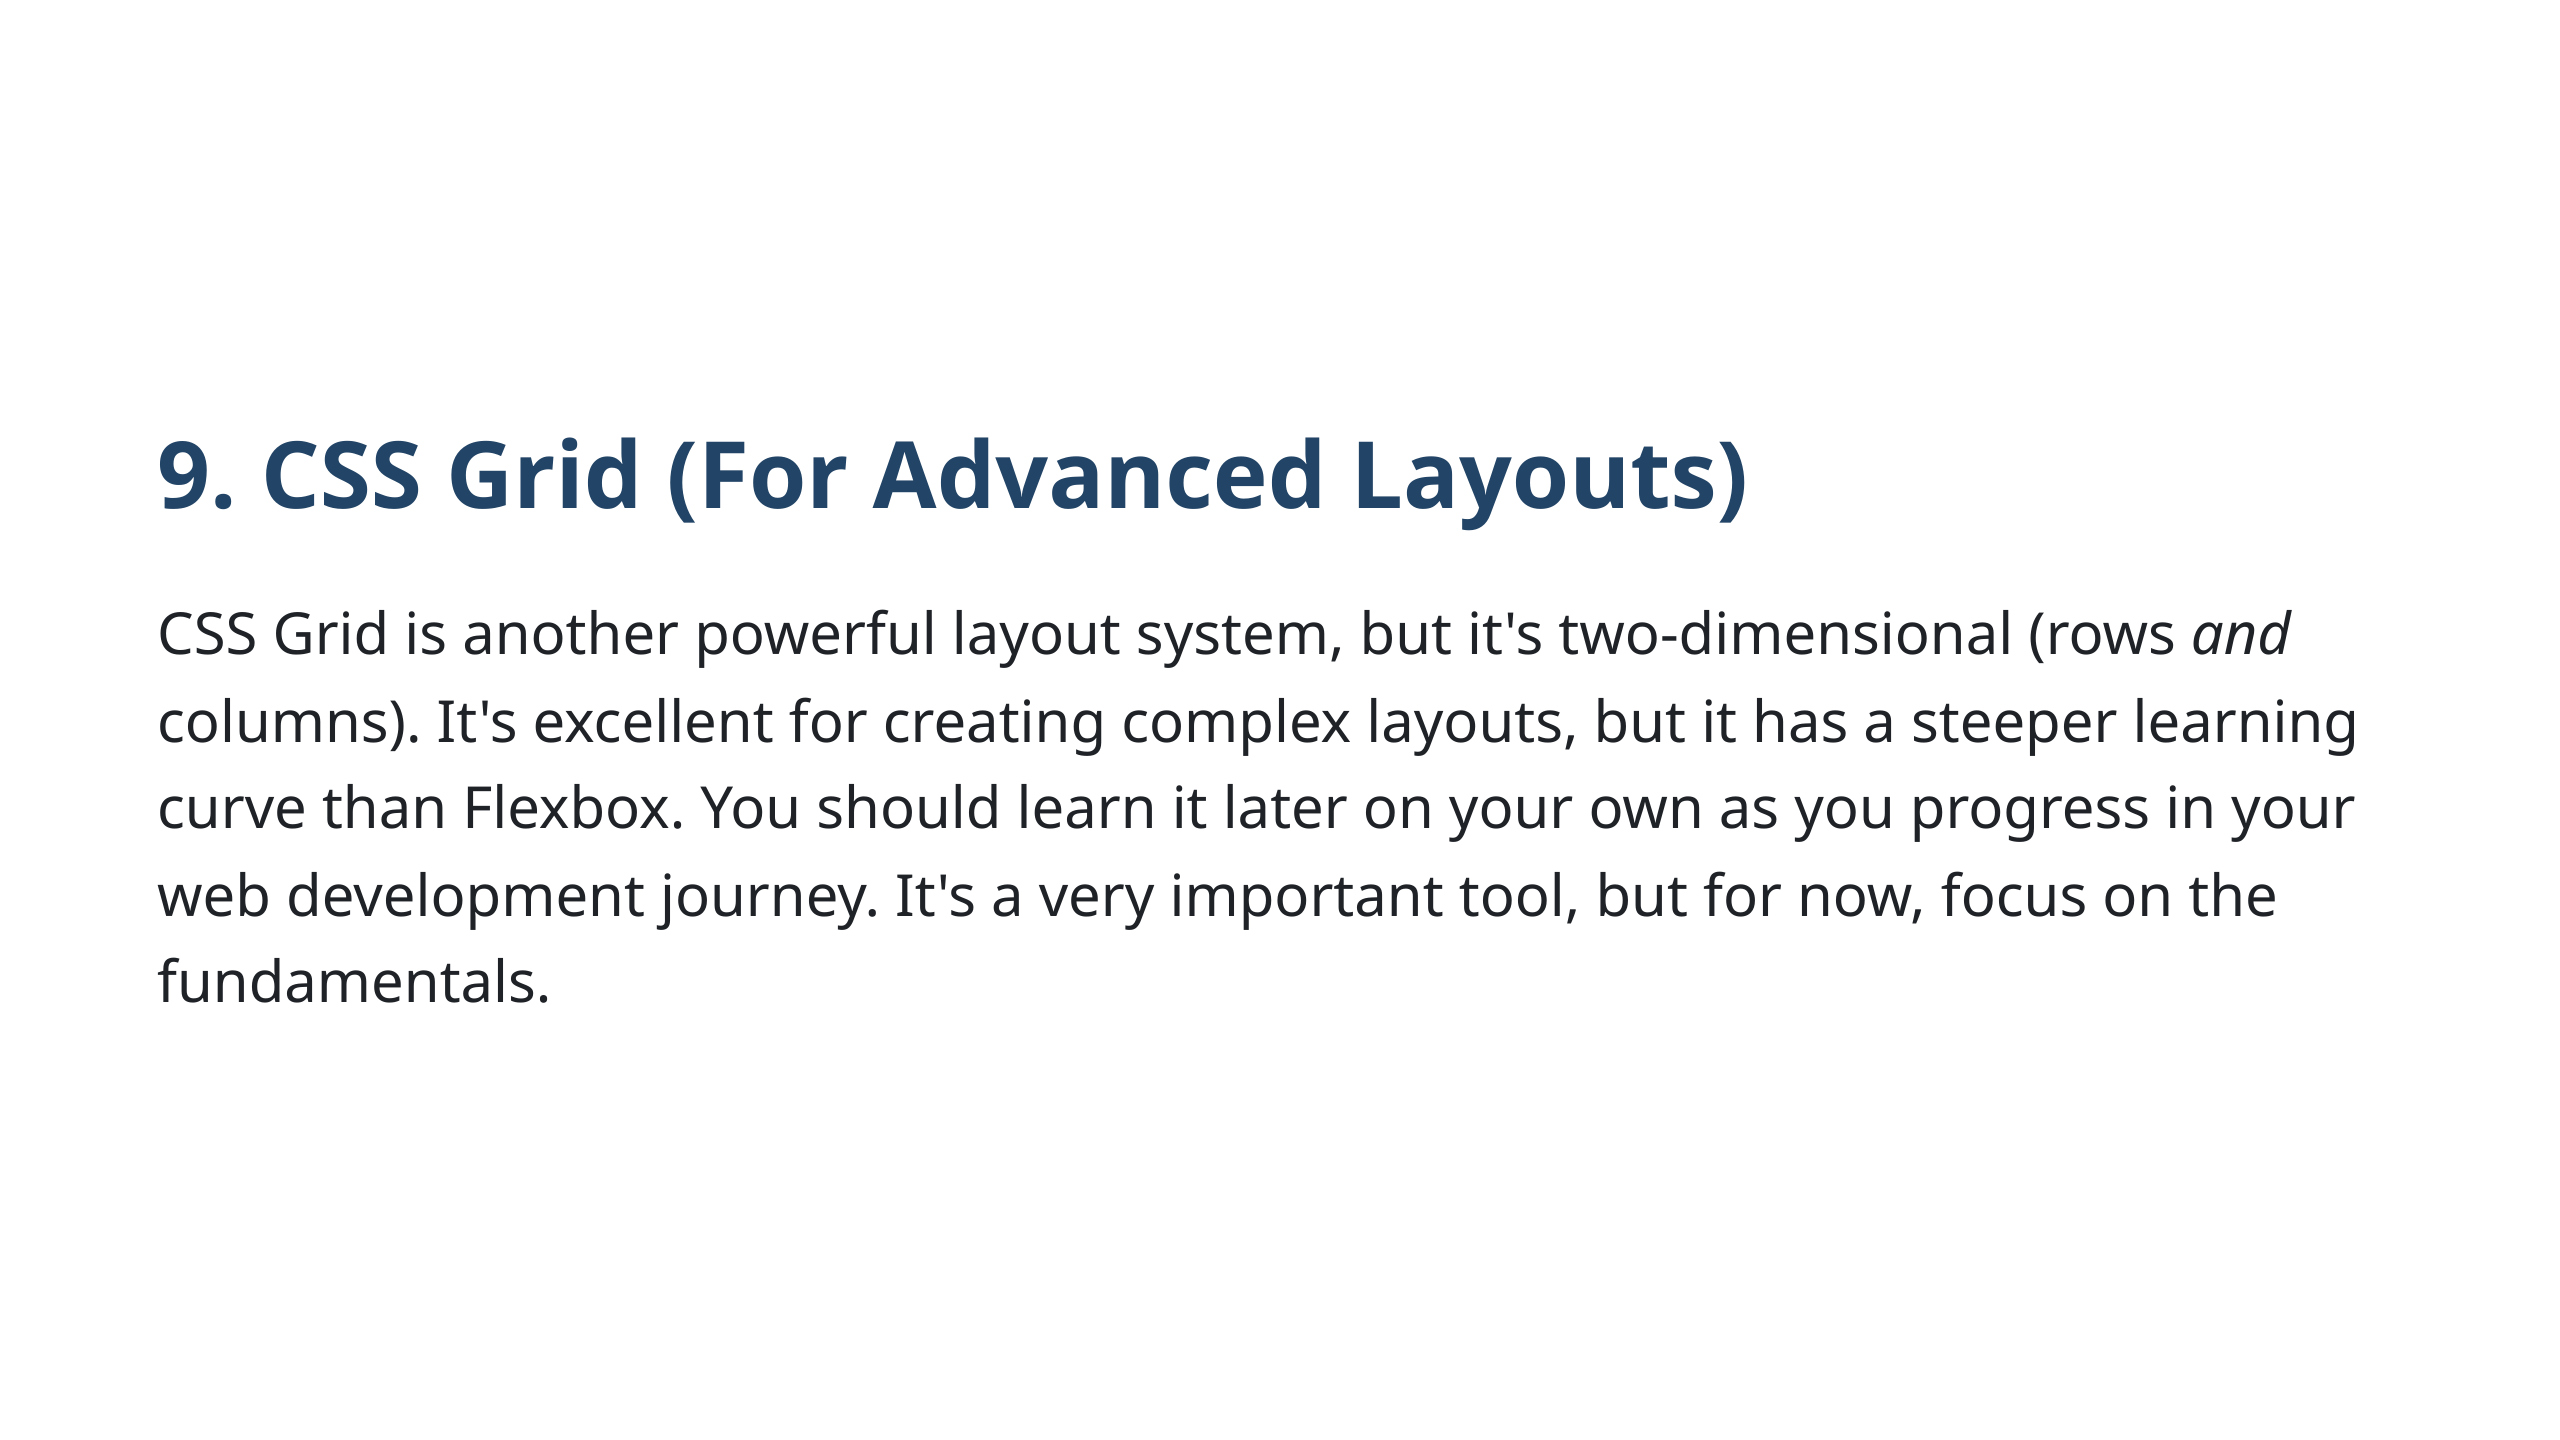 9. CSS Grid (For Advanced Layouts)
CSS Grid is another powerful layout system, but it's two-dimensional (rows and
columns). It's excellent for creating complex layouts, but it has a steeper learning
curve than Flexbox. You should learn it later on your own as you progress in your
web development journey. It's a very important tool, but for now, focus on the
fundamentals.